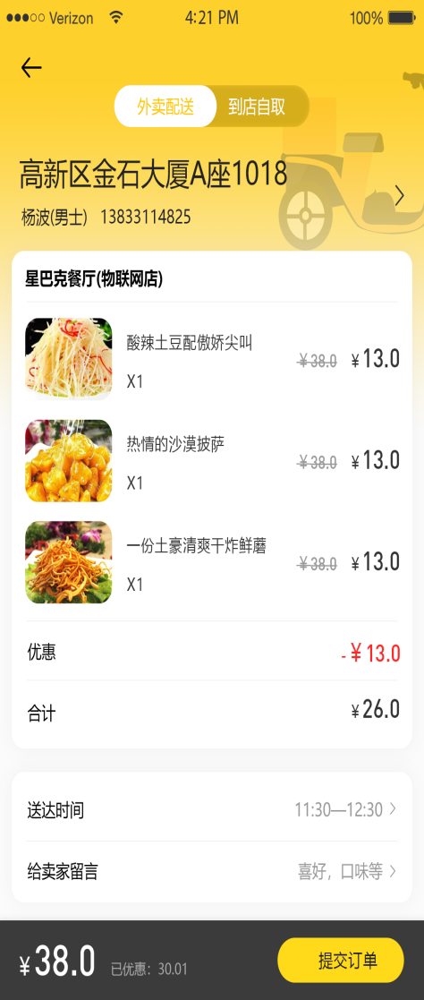 Verizon 4:21 PM 100%
外卖配送 到店自取
高新区金石大厦A座1018
杨波(男士) 13833114825
星巴克餐厅(物联网店)
酸辣土豆配傲娇尖叫
¥38.0 ¥13.0
X1
热情的沙漠披萨
¥38.0 ¥13.0
X1
一份土豪清爽干炸鲜蘑
¥38.0 ¥13.0
X1
优惠 -¥13.0
合计 ¥26.0
送达时间 11:30—12:30
给卖家留言 喜好，口味等
¥38.0 已优惠：30.01 提交订单